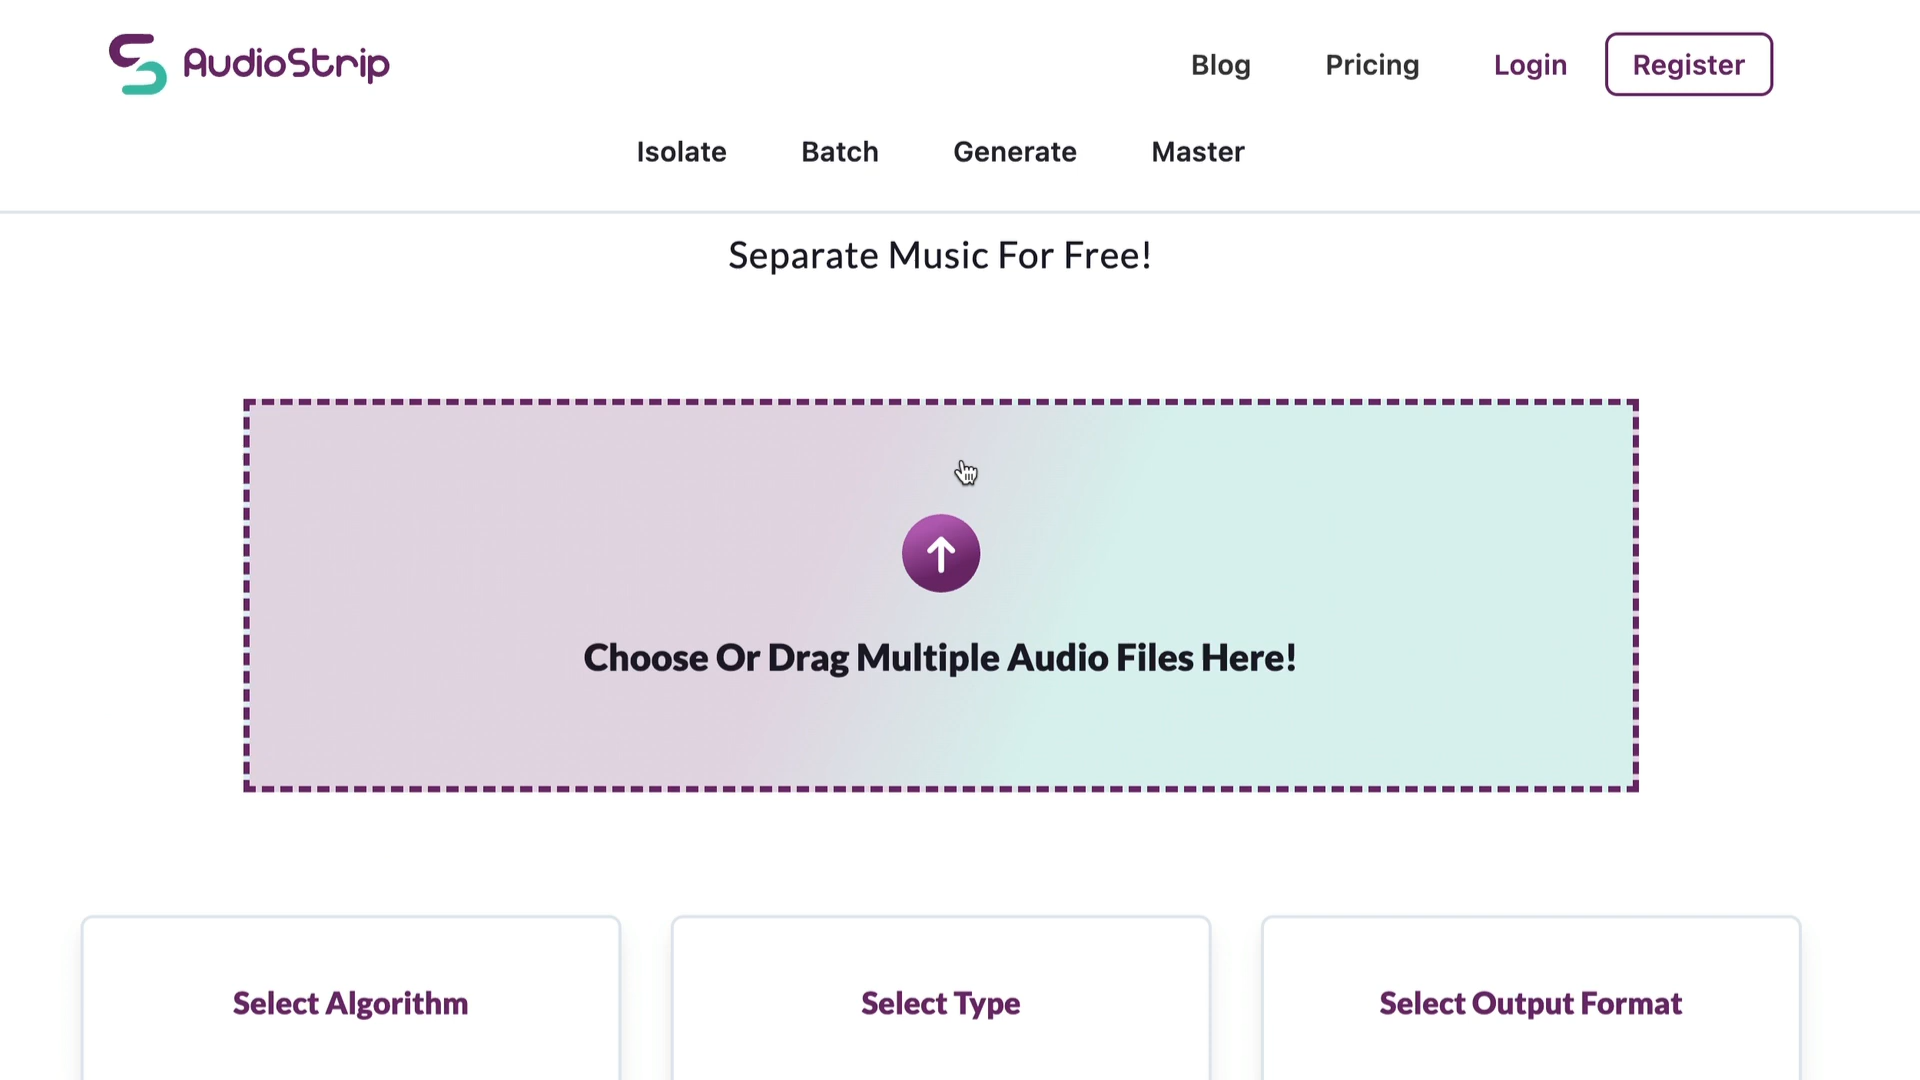 AudioStrip
Blog Pricing Login Register
Isolate Batch Generate Master
Separate Music For Free!
Choose Or Drag Multiple Audio Files Here!
Select Algorithm
Select Type
Select Output Format